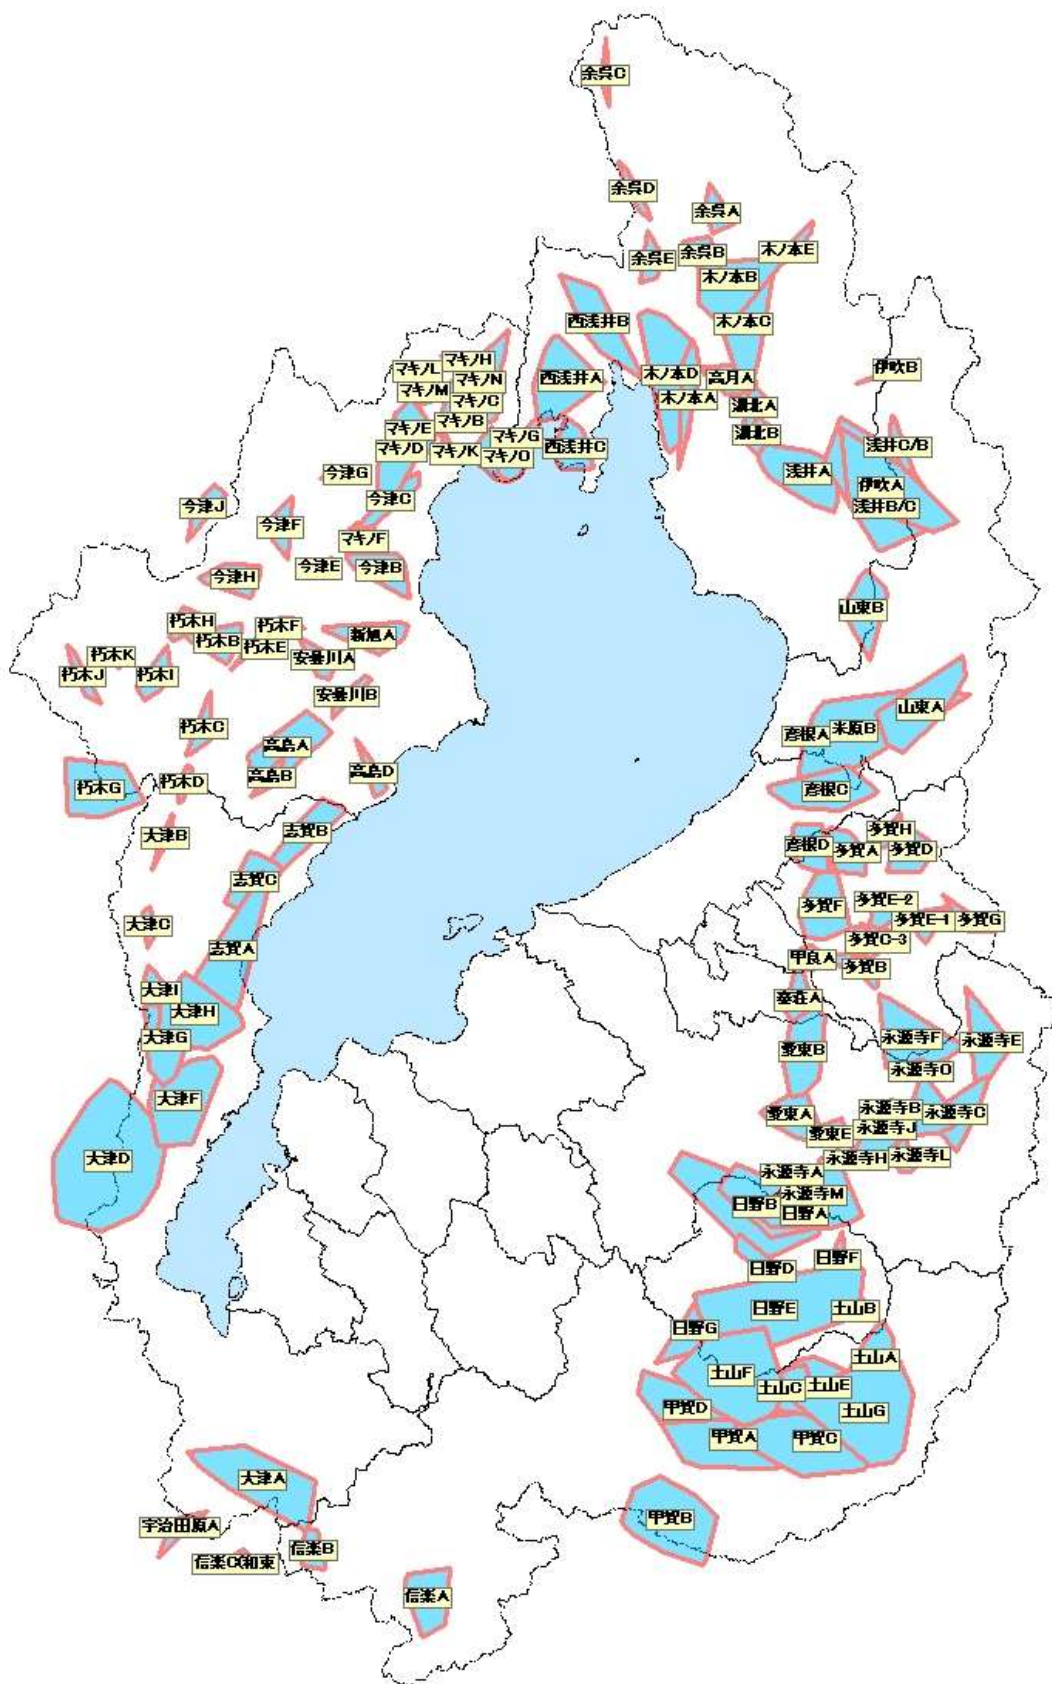 余呉C
余呉D
余呉A
余呉E
余呉B
木ノ本E
木ノ本B
西浅井B
木ノ本C
マキノH
マキノL
マキノN
マキノM
マキノC
西浅井A
木ノ本D
高月A
伊吹B
木ノ本A
湖北A
マキノB
マキノE
マキノG
湖北B
マキノD
マキノK
マキノO
西浅井C
浅井C/B
今津G
浅井A
伊吹A
今津C
浅井B/C
今津J
今津F
マキノF
今津E
今津B
今津H
山東B
朽木H
朽木F
朽木B
朽木E
新旭A
朽木K
安曇川A
朽木J
朽木I
安曇川B
朽木C
山東A
高島A
彦根A
米原B
高島B
高島D
朽木G
朽木D
彦根C
大津B
志賀B
多賀H
彦根D
多賀A
多賀D
志賀C
多賀E-2
多賀F
多賀E-1
多賀G
大津C
多賀C-3
志賀A
甲良A
多賀B
大津I
秦荘A
大津H
大津G
愛東B
永源寺F
永源寺E
永源寺O
大津F
愛東A
永源寺B
永源寺C
愛東E
永源寺J
大津D
永源寺H
永源寺L
永源寺A
永源寺M
日野B
日野A
日野D
日野F
日野E
土山B
日野G
土山A
土山F
土山C
土山E
甲賀D
土山G
甲賀A
甲賀C
大津A
甲賀B
宇治田原A
信楽C(和束
信楽B
信楽A